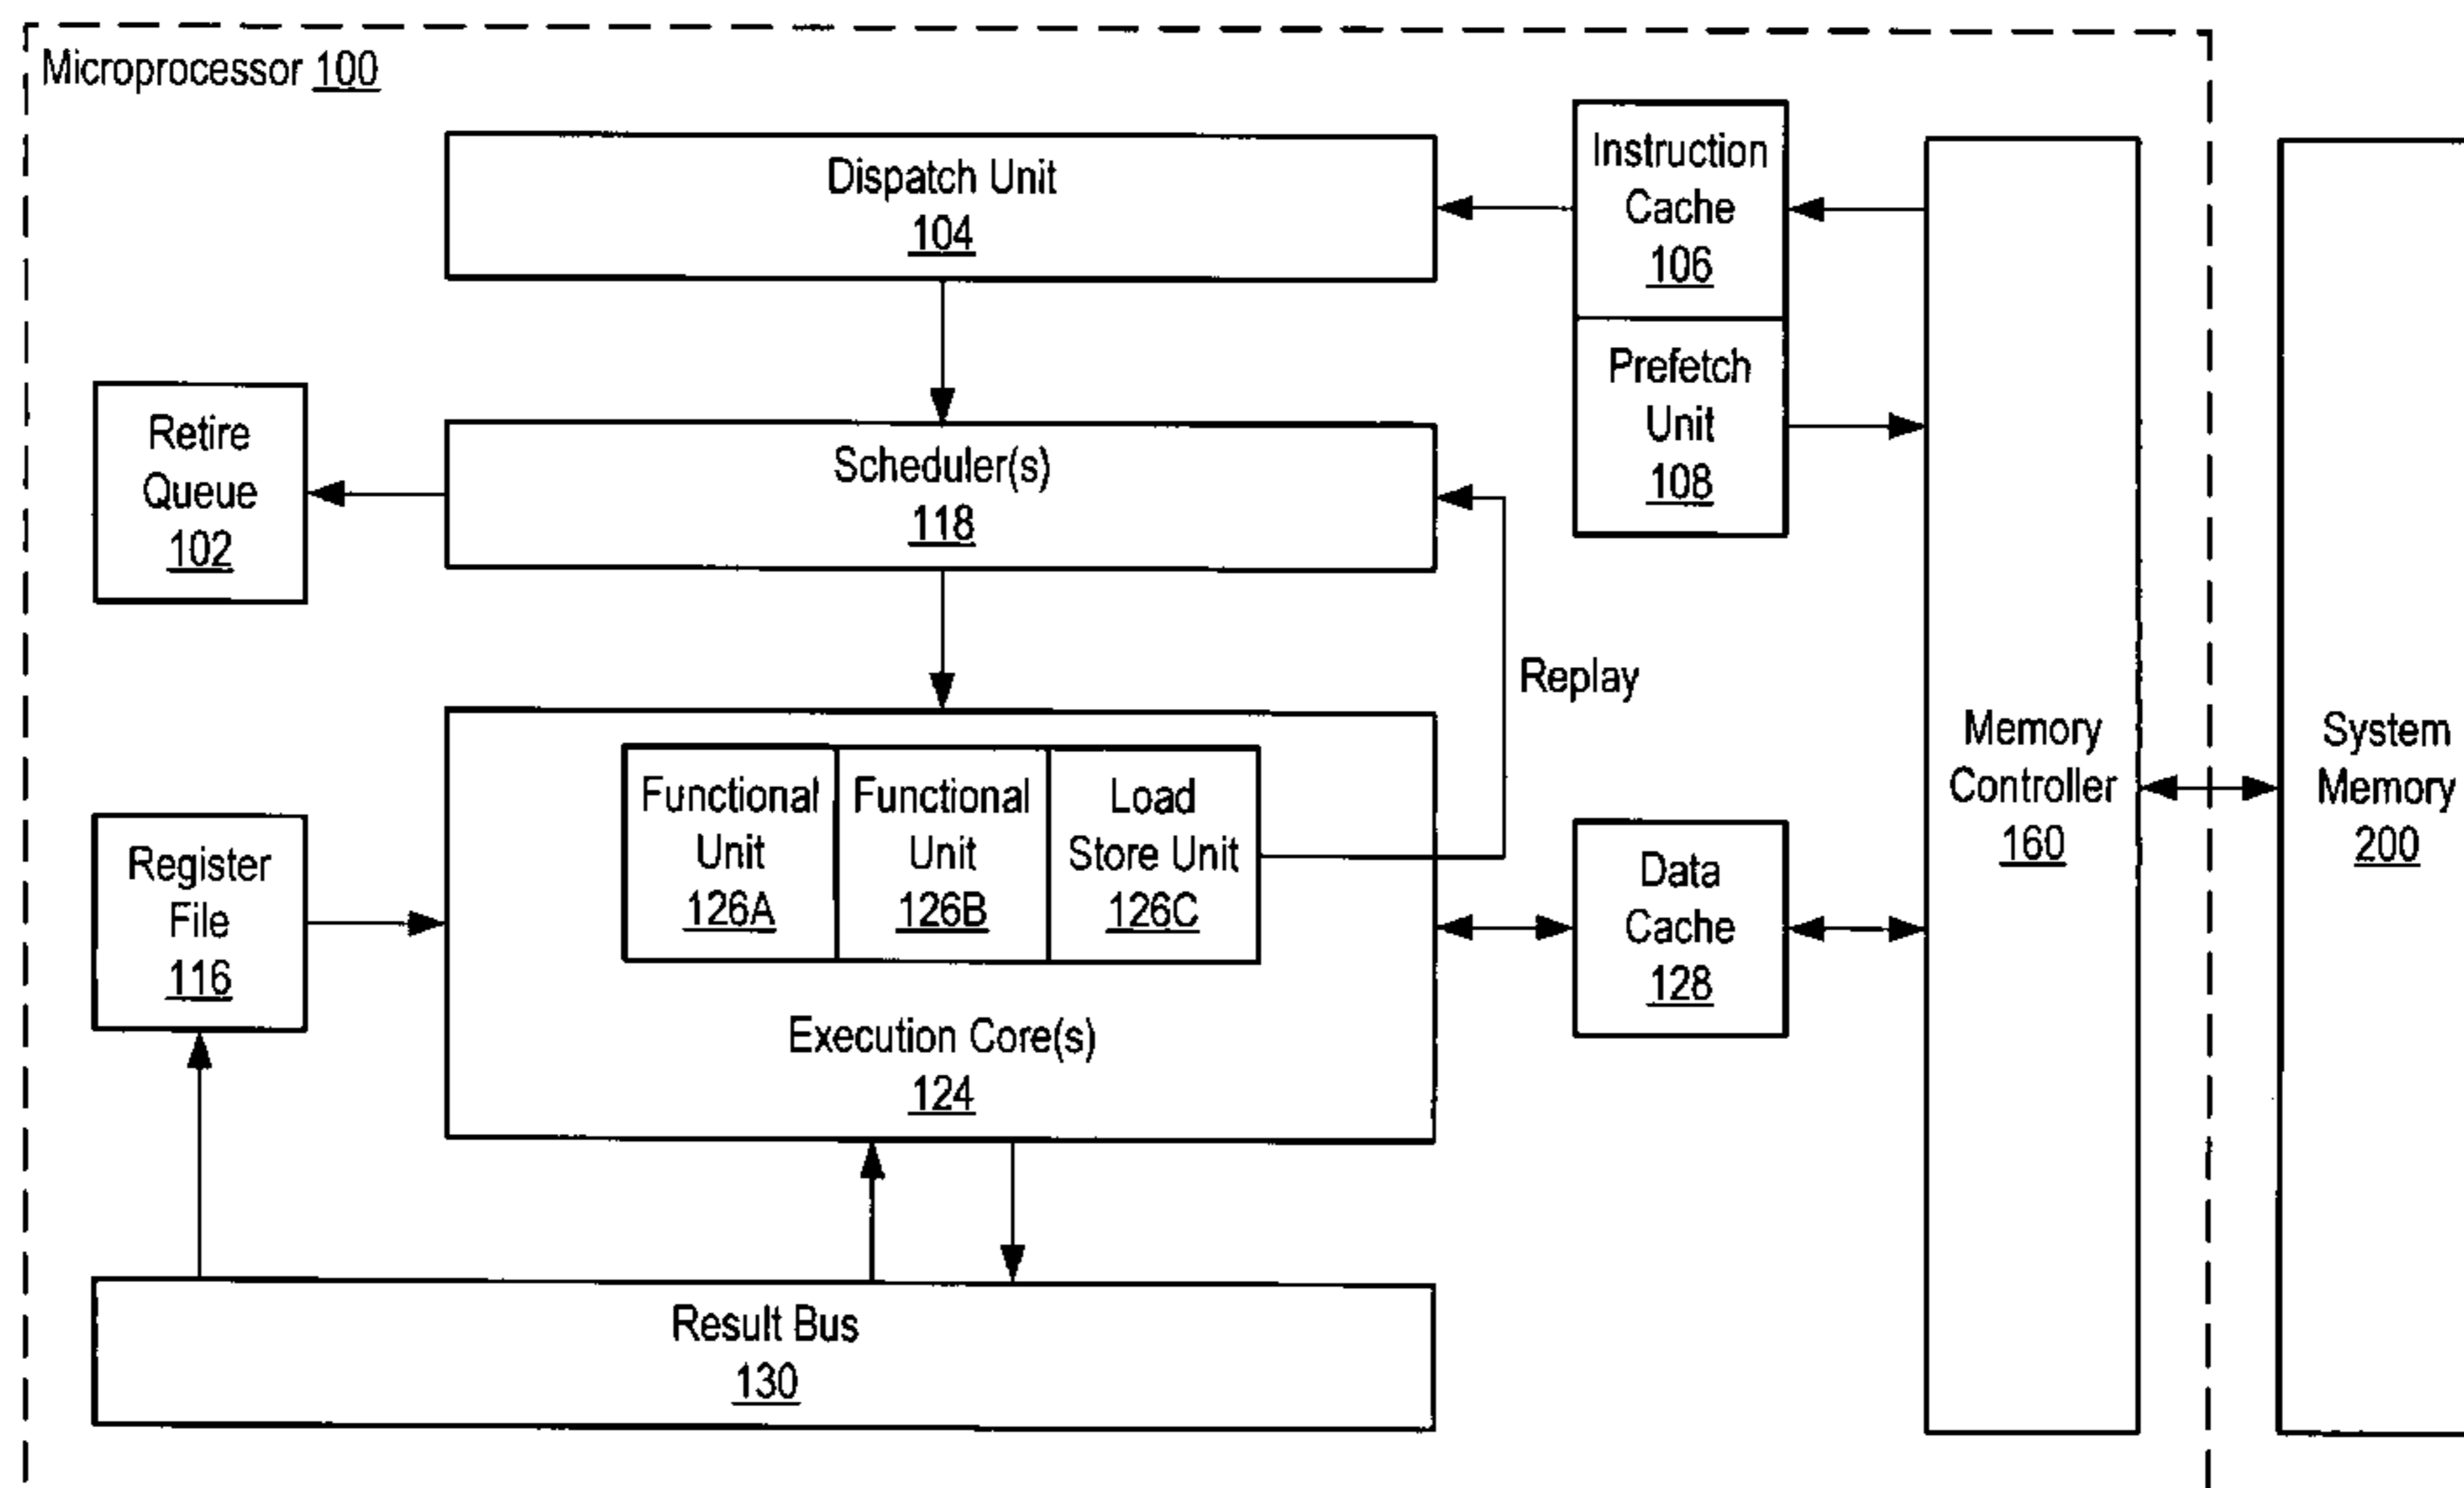 Microprocessor 100
Dispatch Unit
104
Instruction
Cache
106
Prefetch
Unit
108
Retire
Queue
102
Scheduler(s)
118
Replay
Functional
Unit
126A
Functional
Unit
126B
Load
Store Unit
126C
Execution Core(s)
124
Register
File
116
Data
Cache
128
Memory
Controller
160
System
Memory
200
Result Bus
130